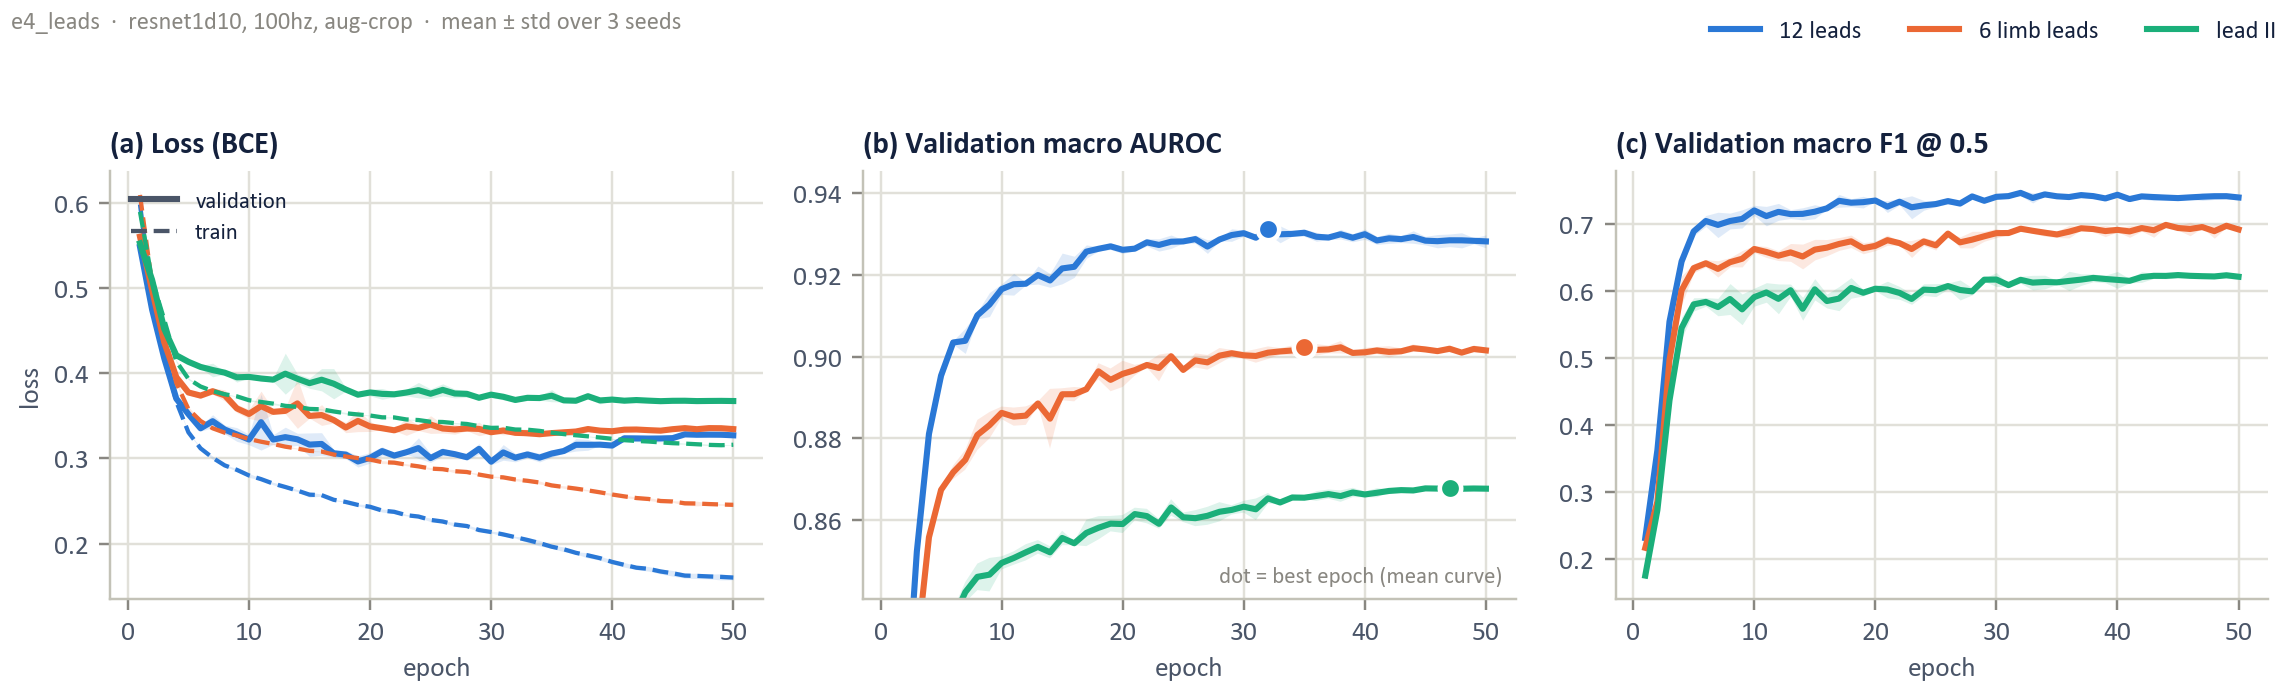 e4_leads · resnet1d10, 100hz, aug-crop · mean ± std over 3 seeds
12 leads
6 limb leads
lead II
(a) Loss (BCE)
validation
train
0.6
0.5
0.4
0.3
0.2
loss
0 10 20 30 40 50
epoch
(b) Validation macro AUROC
0.94
0.92
0.90
0.88
0.86
dot = best epoch (mean curve)
0 10 20 30 40 50
epoch
(c) Validation macro F1 @ 0.5
0.7
0.6
0.5
0.4
0.3
0.2
0 10 20 30 40 50
epoch